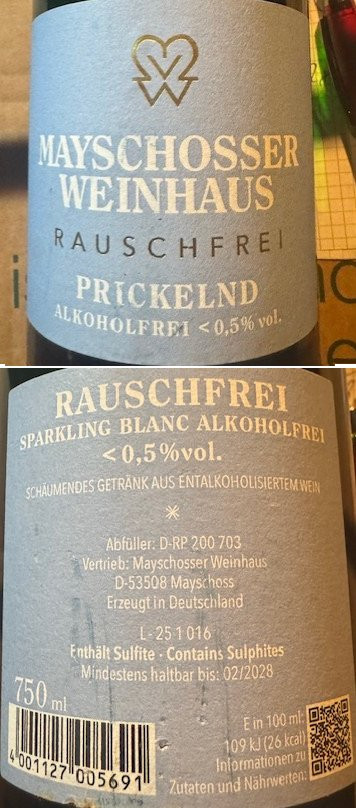 MAYSCHOSSER
WEINHAUS
RAUSCHFREI
PRICKELND
ALKOHOLFREI <0,5% vol.
RAUSCHFREI
SPARKLING BLANC ALKOHOLFREI
<0,5%vol.
SCHÄUMENDES GETRÄNK AUS ENTALKOHOLISIERTEM WEIN
Abfüller: D-RP 200 703
Vertrieb: Mayschosser Weinhaus
D-53508 Mayschoss
Erzeugt in Deutschland
L-25 1 016
Enthält Sulfite · Contains Sulphites
Mindestens haltbar bis: 02/2028
750 ml
E in 100 ml:
109 kJ (26 kcal)
Informationen zu
Zutaten und Nährwerten:
4 001127 005691